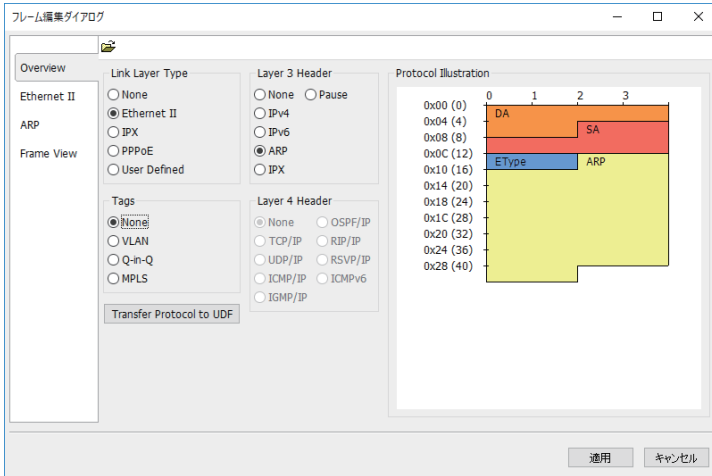 フレーム編集ダイアログ
Overview
Ethernet II
ARP
Frame View
Link Layer Type
None
Ethernet II
IPX
PPPoE
User Defined
Layer 3 Header
None Pause
IPv4
IPv6
ARP
IPX
Tags
None
VLAN
Q-in-Q
MPLS
Layer 4 Header
None OSPF/IP
TCP/IP RIP/IP
UDP/IP RSVP/IP
ICMP/IP ICMPv6
IGMP/IP
Transfer Protocol to UDF
Protocol Illustration
0 1 2 3
0x00 (0)
0x04 (4)
0x08 (8)
0x0C (12)
0x10 (16)
0x14 (20)
0x18 (24)
0x1C (28)
0x20 (32)
0x24 (36)
0x28 (40)
DA
SA
EType ARP
適用 キャンセル